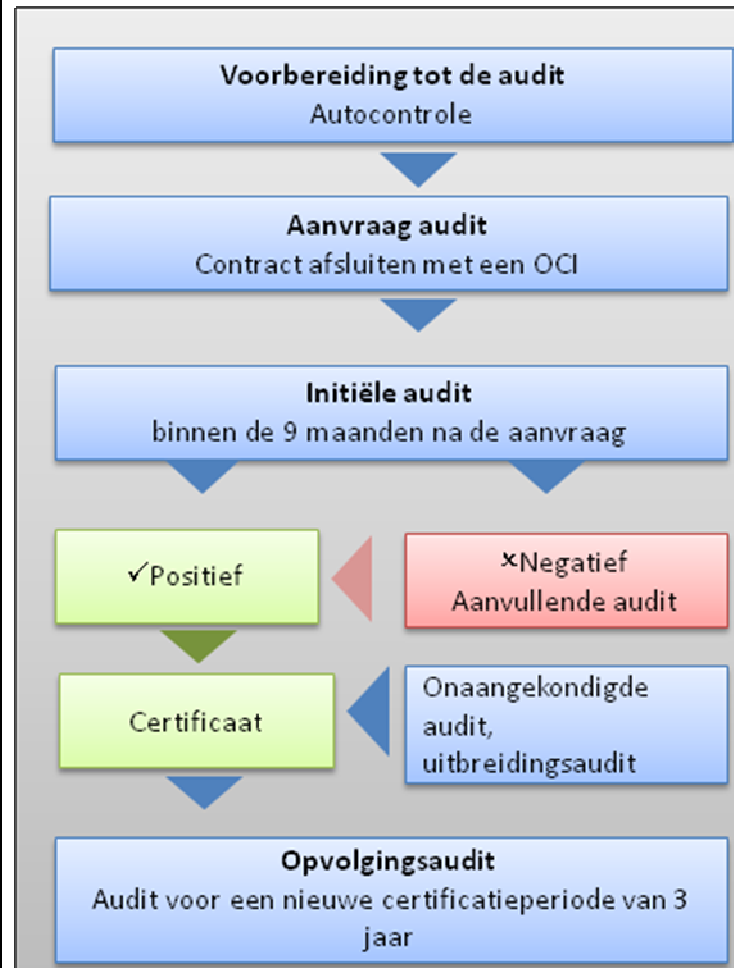 Voorbereiding tot de audit
Autocontrole
Aanvraag audit
Contract afsluiten met een OCI
Initiële audit
binnen de 9 maanden na de aanvraag
✓Positief
×Negatief
Aanvullende audit
Certificaat
Onaangekondigde
audit,
uitbreidingsaudit
Opvolgingsaudit
Audit voor een nieuwe certificatieperiode van 3
jaar